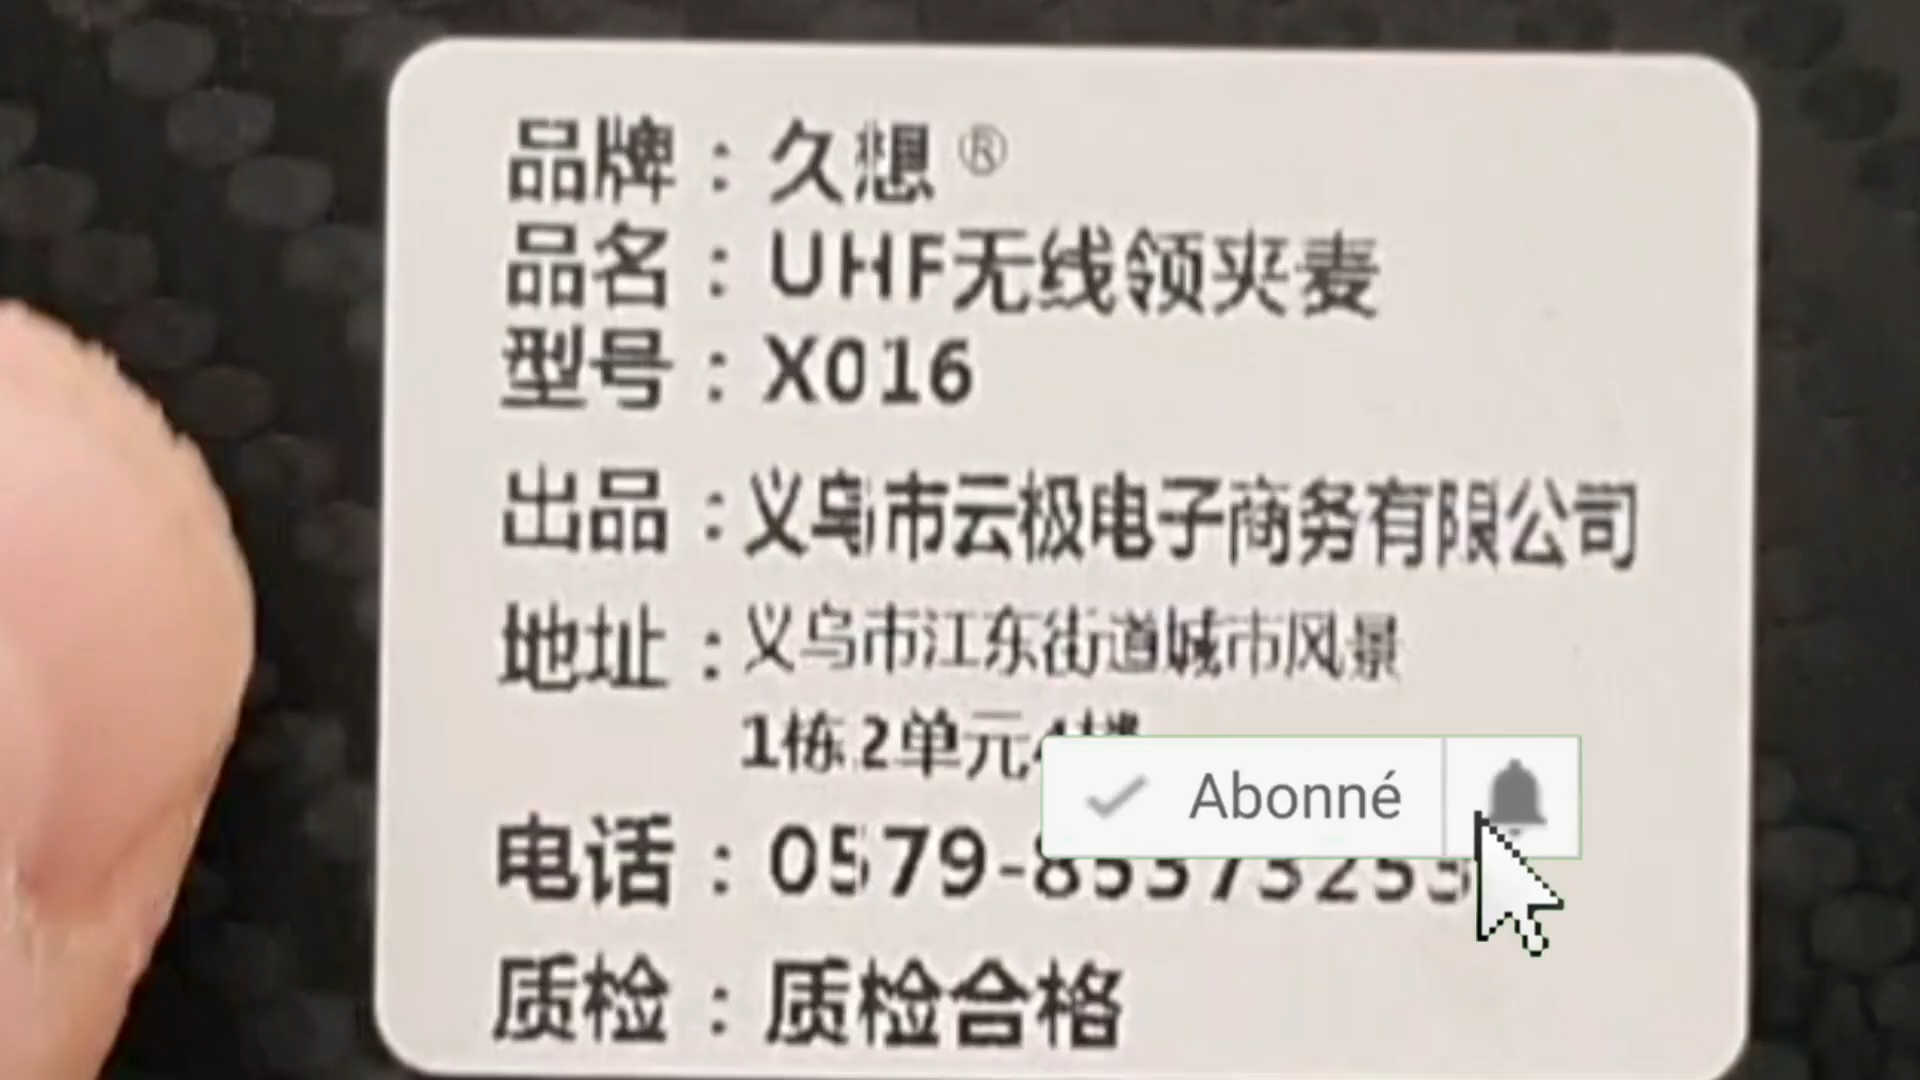 品牌：久想®
品名：UHF无线领夹麦
型号：X016
出品：义乌市云极电子商务有限公司
地址：义乌市江东街道城市风景
1栋2单元4楼
Abonné
电话：0579-85373253
质检：质检合格